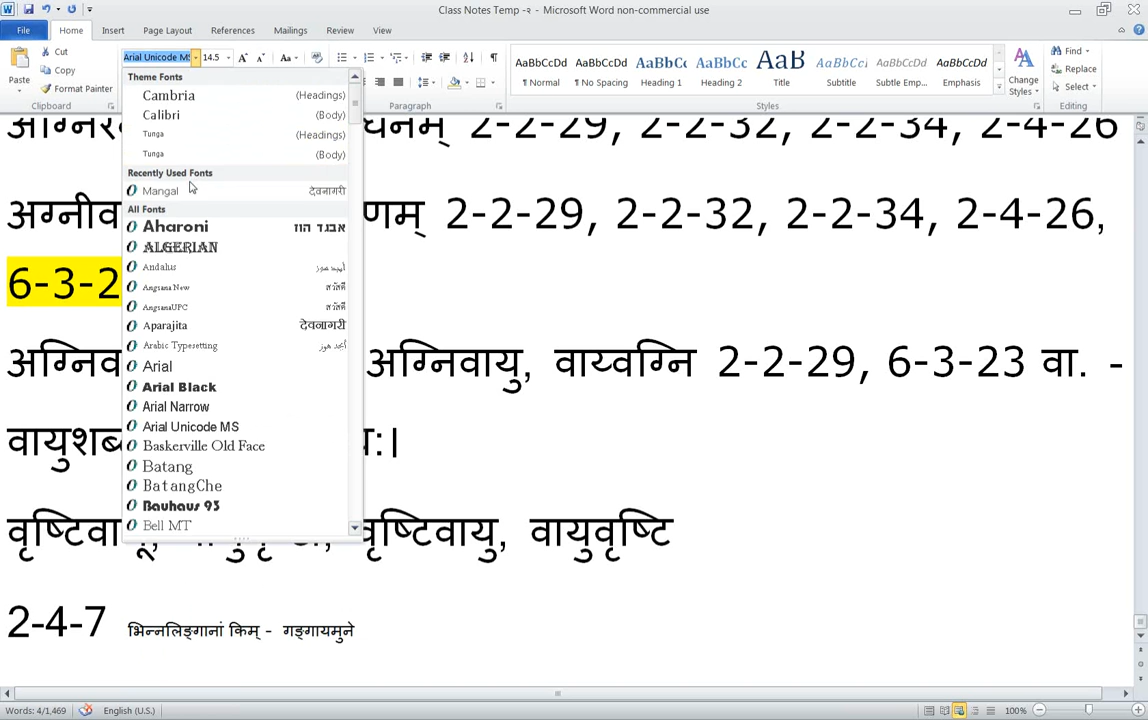 Class Notes Temp -२ - Microsoft Word non-commercial use
File Home Insert Page Layout References Mailings Review View
Paste
Cut
Copy
Format Painter
Clipboard
Arial Unicode MS 14.5
Paragraph
AaBbCcDd AaBbCcDd AaBbCc AaBbCc AaB AaBbCcI AaBbCcDd AaBbCcDd
¶ Normal ¶ No Spacing Heading 1 Heading 2 Title Subtitle Subtle Emp... Emphasis
Styles
Change Styles
Find
Replace
Select
Editing
Theme Fonts
Cambria (Headings)
Calibri (Body)
Tunga (Headings)
Tunga (Body)
Recently Used Fonts
Mangal देवनागरी
All Fonts
Aharoni אבגד הוז
ALGERIAN
Andalus أبجد هوز
Angsana New
AngsanaUPC
Aparajita देवनागरी
Arabic Typesetting أبجد هوز
Arial
Arial Black
Arial Narrow
Arial Unicode MS
Baskerville Old Face
Batang
BatangChe
Bauhaus 93
Bell MT
2-2-29, 2-2-32, 2-2-34, 2-4-26
अग्नीव णम् 2-2-29, 2-2-32, 2-2-34, 2-4-26,
6-3-2
अग्निव अग्निवायु, वाय्वग्नि 2-2-29, 6-3-23 वा. -
वायुशब्
वृष्टिवा वृष्टिवायु, वायुवृष्टि
2-4-7 भिन्नलिङ्गानां किम् - गङ्गायमुने
Words: 4/1,469 English (U.S.) 100%